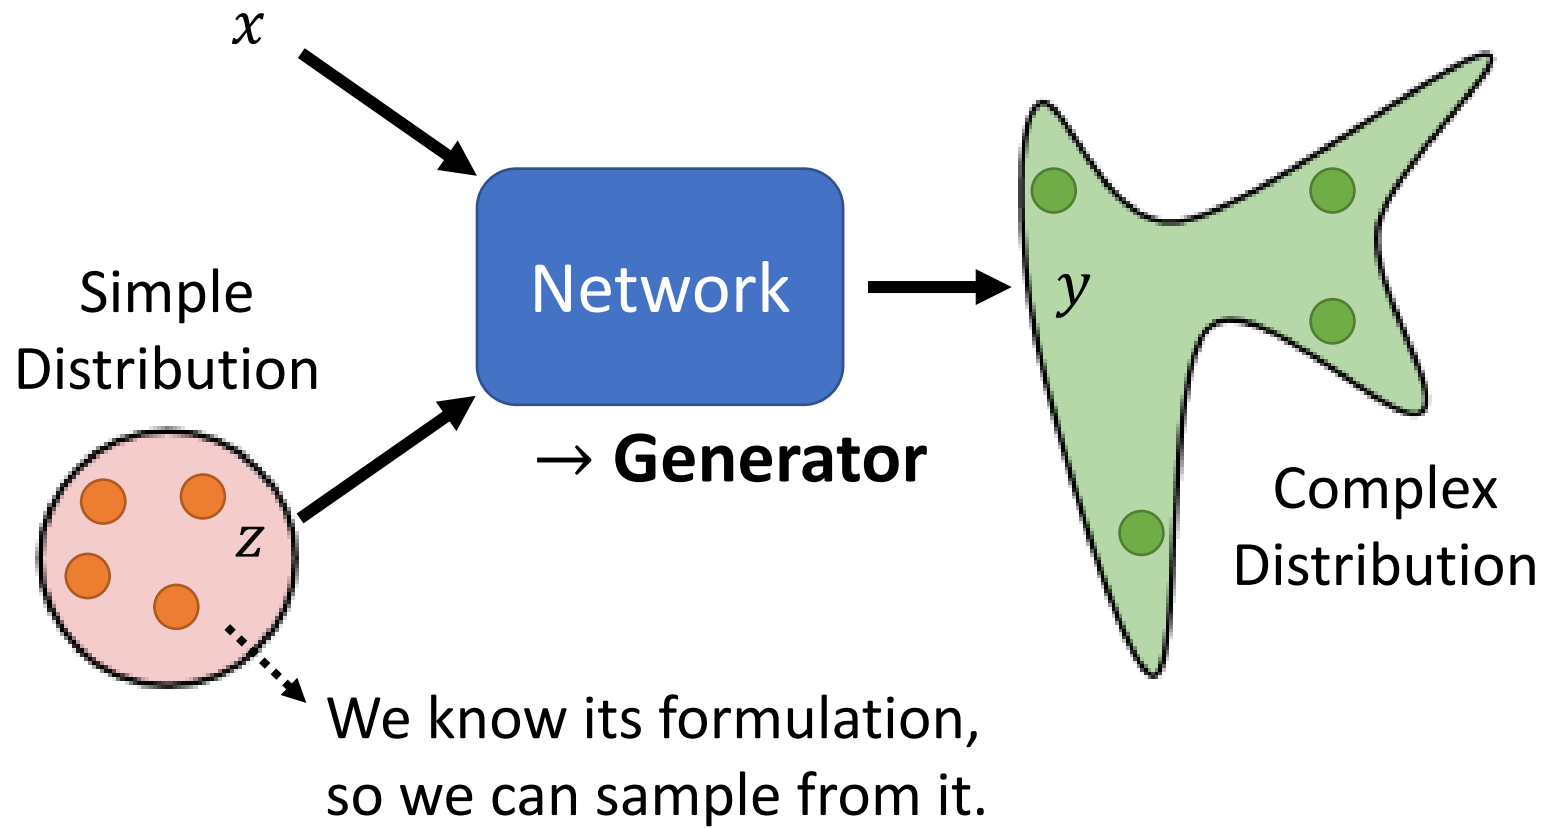 x
Simple
Distribution
z
Network
→ Generator
y
Complex
Distribution
We know its formulation,
so we can sample from it.